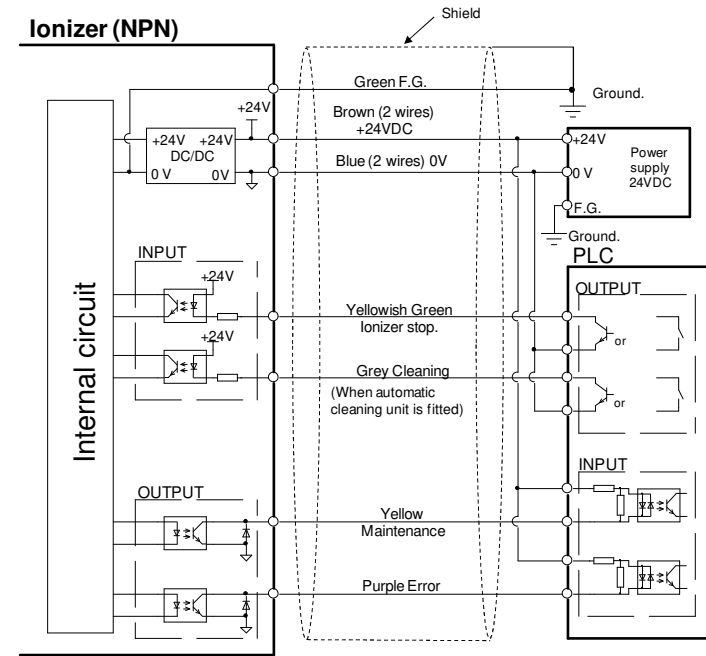 Shield
Ionizer (NPN)
Green F.G.
Ground.
+24V
Brown (2 wires)
+24VDC
+24V
+24V +24V
DC/DC
0 V 0V
Blue (2 wires) 0V
0 V
Power
supply
24VDC
F.G.
Ground.
PLC
INPUT
OUTPUT
+24V
Yellowish Green
Ionizer stop.
or
+24V
Grey Cleaning
(When automatic
cleaning unit is fitted)
or
Internal circuit
INPUT
OUTPUT
Yellow
Maintenance
Purple Error